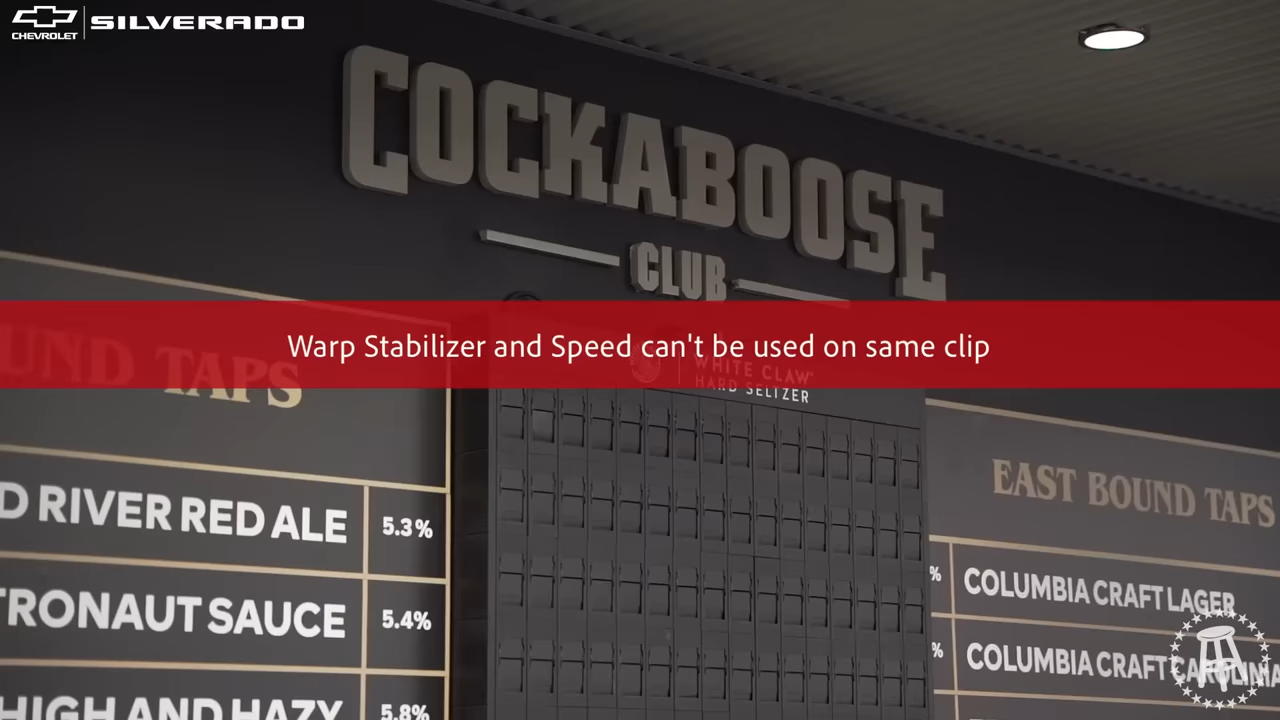 CHEVROLET
SILVERADO
COCKABOOSE
CLUB
Warp Stabilizer and Speed can't be used on same clip
WHITE CLAW
HARD SELTZER
UND TAPS
D RIVER RED ALE 5.3%
TRONAUT SAUCE 5.4%
HIGH AND HAZY 5.8%
EAST BOUND TAPS
% COLUMBIA CRAFT LAGER
% COLUMBIA CRAFT CAROLINIA